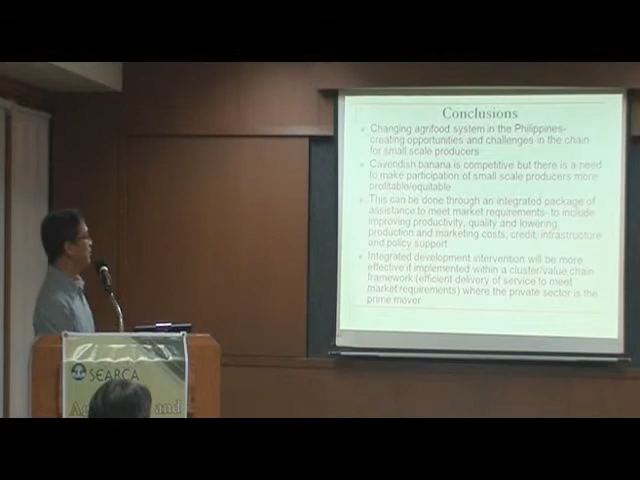 Conclusions
Changing agrifood system in the Philippines-
creating opportunities and challenges in the chain
for small scale producers
Cavendish banana is competitive but there is a need
to make participation of small scale producers more
profitable/equitable
This can be done through an integrated package of
assistance to meet market requirements- to include
improving productivity, quality and lowering
production and marketing costs, credit, infrastructure
and policy support
Integrated development intervention will be more
effective if implemented within a cluster/value chain
framework (efficient delivery of service to meet
market requirements) where the private sector is the
prime mover
SEARCA
and